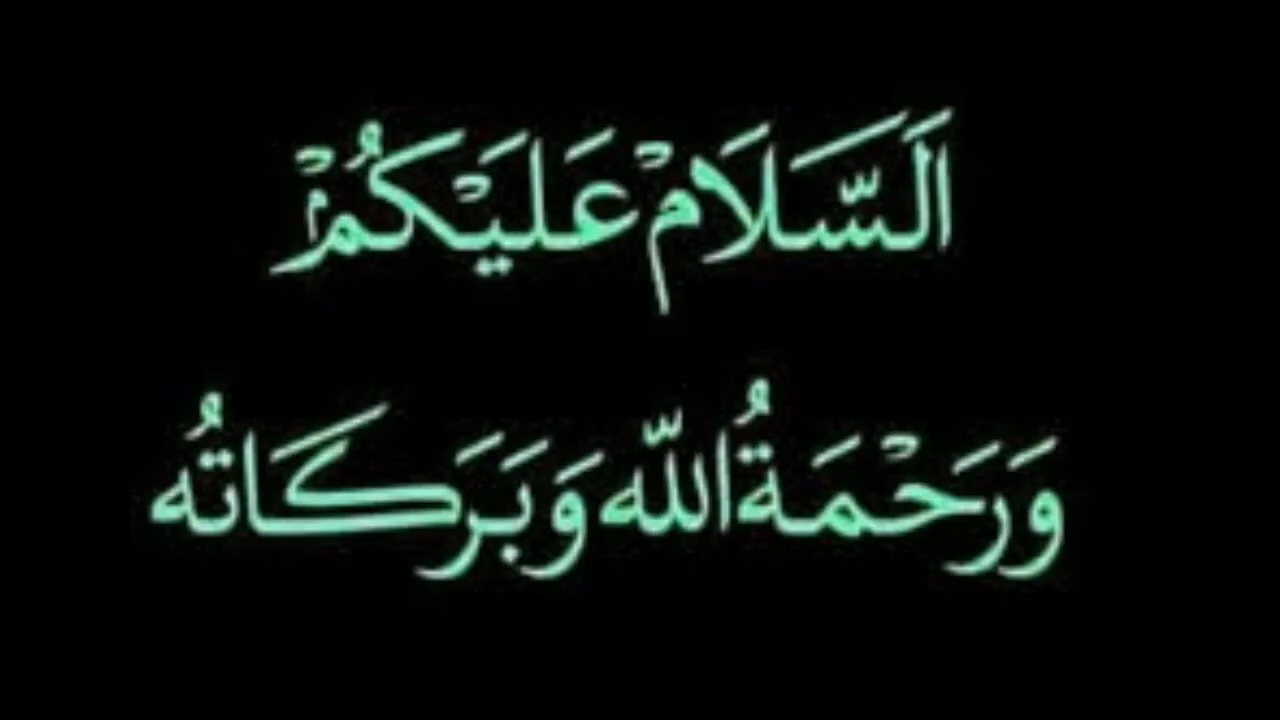 اَلسَّلَامْ عَلَيْكُمْ
وَرَحْمَةُ اللّه وَبَرَكَاتُه